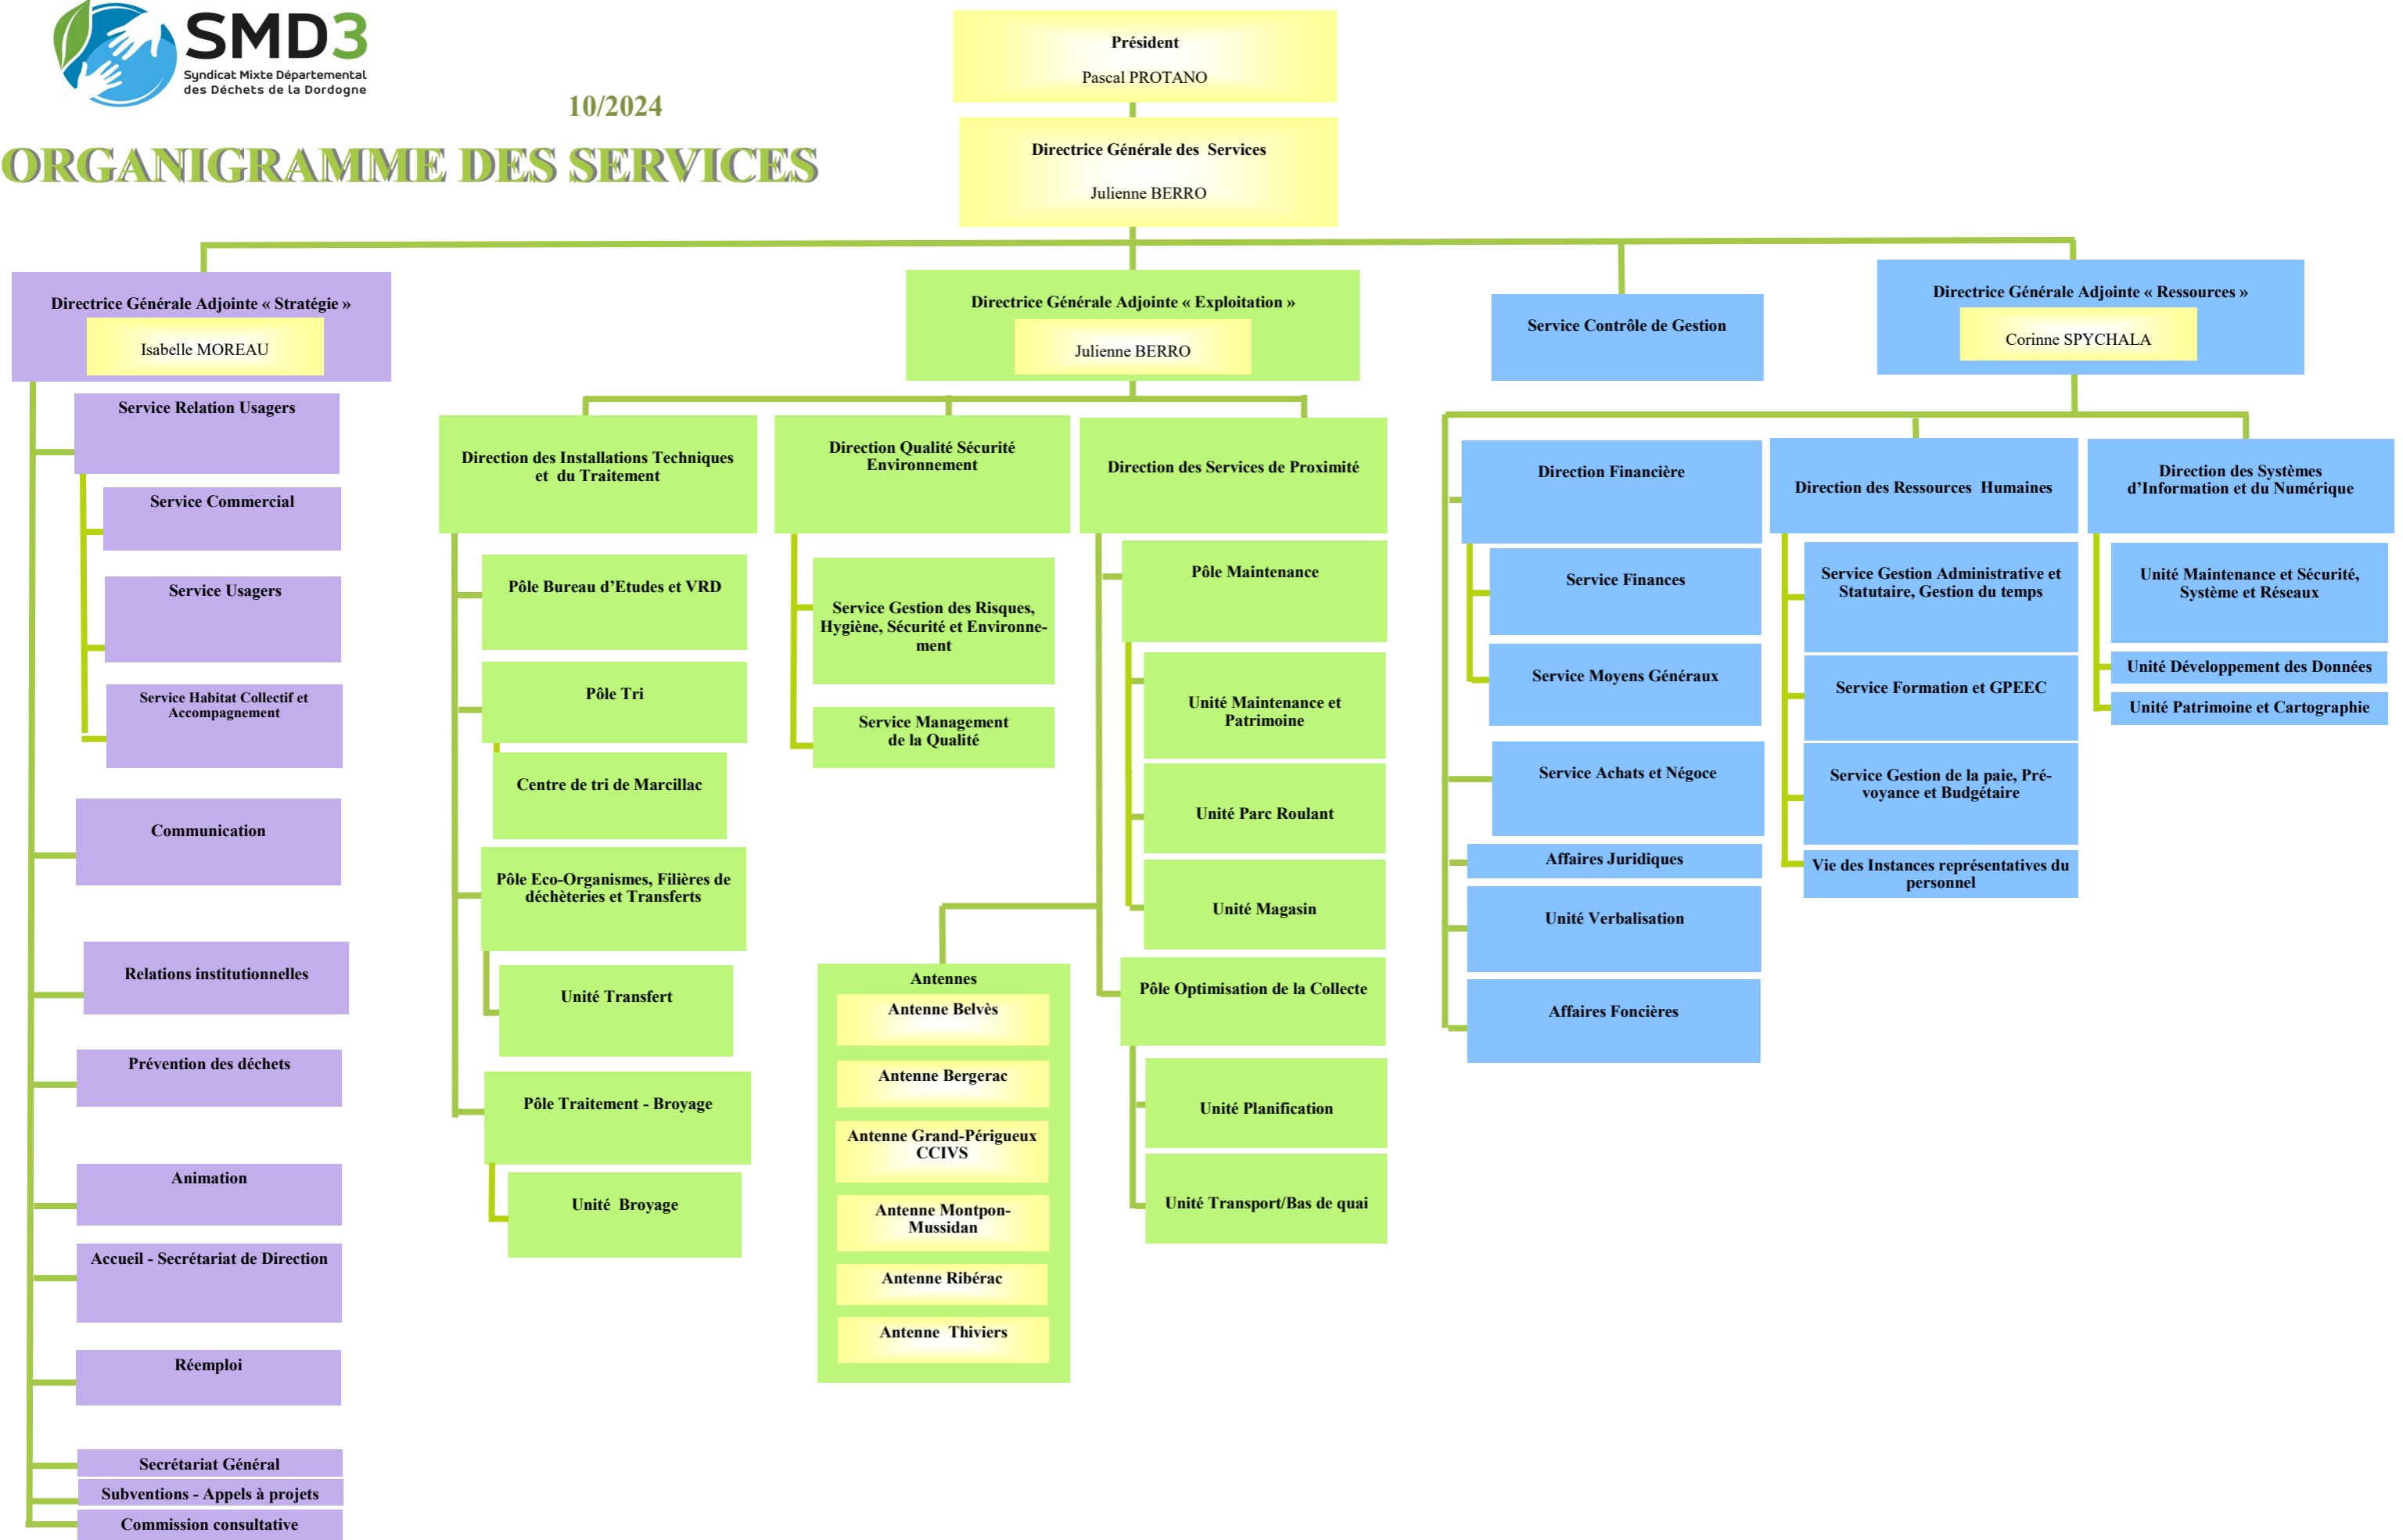 SMD3
Syndicat Mixte Départemental
des Déchets de la Dordogne
10/2024
ORGANIGRAMME DES SERVICES
Président
Pascal PROTANO
Directrice Générale des Services
Julienne BERRO
Directrice Générale Adjointe « Stratégie »
Isabelle MOREAU
Service Relation Usagers
Service Commercial
Service Usagers
Service Habitat Collectif et
Accompagnement
Communication
Relations institutionnelles
Prévention des déchets
Animation
Accueil - Secrétariat de Direction
Réemploi
Secrétariat Général
Subventions - Appels à projets
Commission consultative
Directrice Générale Adjointe « Exploitation »
Julienne BERRO
Direction des Installations Techniques
et du Traitement
Pôle Bureau d’Etudes et VRD
Pôle Tri
Centre de tri de Marcillac
Pôle Eco-Organismes, Filières de
déchèteries et Transferts
Unité Transfert
Pôle Traitement - Broyage
Unité Broyage
Direction Qualité Sécurité
Environnement
Service Gestion des Risques,
Hygiène, Sécurité et Environne-
ment
Service Management
de la Qualité
Direction des Services de Proximité
Pôle Maintenance
Unité Maintenance et
Patrimoine
Unité Parc Roulant
Unité Magasin
Antennes
Antenne Belvès
Antenne Bergerac
Antenne Grand-Périgueux
CCIVS
Antenne Montpon-
Mussidan
Antenne Ribérac
Antenne Thiviers
Pôle Optimisation de la Collecte
Unité Planification
Unité Transport/Bas de quai
Service Contrôle de Gestion
Directrice Générale Adjointe « Ressources »
Corinne SPYCHALA
Direction Financière
Service Finances
Service Moyens Généraux
Service Achats et Négoce
Affaires Juridiques
Unité Verbalisation
Affaires Foncières
Direction des Ressources Humaines
Service Gestion Administrative et
Statutaire, Gestion du temps
Service Formation et GPEEC
Service Gestion de la paie, Pré-
voyance et Budgétaire
Vie des Instances représentatives du
personnel
Direction des Systèmes
d’Information et du Numérique
Unité Maintenance et Sécurité,
Système et Réseaux
Unité Développement des Données
Unité Patrimoine et Cartographie